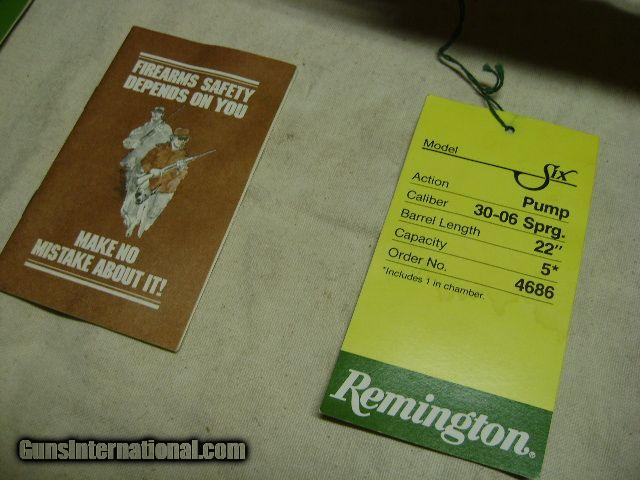 FIREARMS SAFETY
DEPENDS ON YOU
MAKE NO
MISTAKE ABOUT IT!
Model Six
Action Pump
Caliber 30-06 Sprg.
Barrel Length 22"
Capacity 5*
Order No. 4686
*Includes 1 in chamber.
Remington®
GunsInternational.com